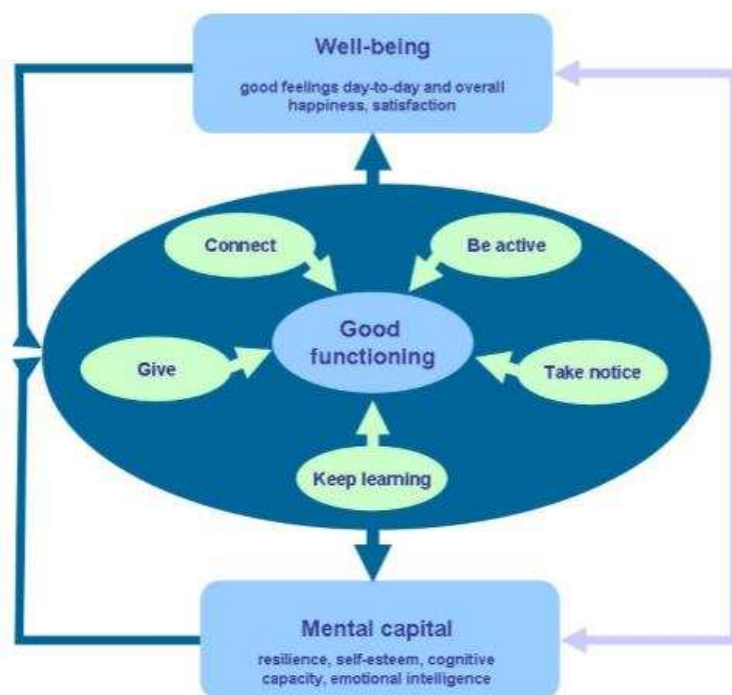 Well-being
good feelings day-to-day and overall
happiness, satisfaction
Connect
Be active
Good
functioning
Give
Take notice
Keep learning
Mental capital
resilience, self-esteem, cognitive
capacity, emotional intelligence